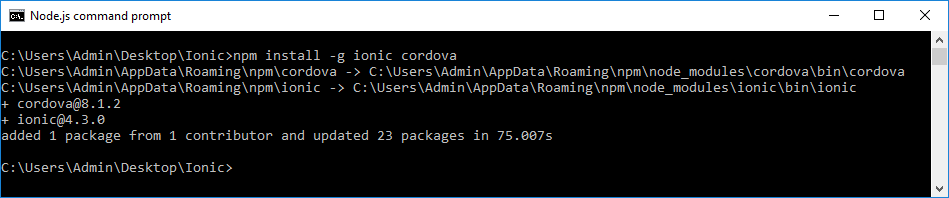 Node.js command prompt
C:\Users\Admin\Desktop\Ionic>npm install -g ionic cordova
C:\Users\Admin\AppData\Roaming\npm\cordova -> C:\Users\Admin\AppData\Roaming\npm\node_modules\cordova\bin\cordova
C:\Users\Admin\AppData\Roaming\npm\ionic -> C:\Users\Admin\AppData\Roaming\npm\node_modules\ionic\bin\ionic
+ cordova@8.1.2
+ ionic@4.3.0
added 1 package from 1 contributor and updated 23 packages in 75.007s
C:\Users\Admin\Desktop\Ionic>